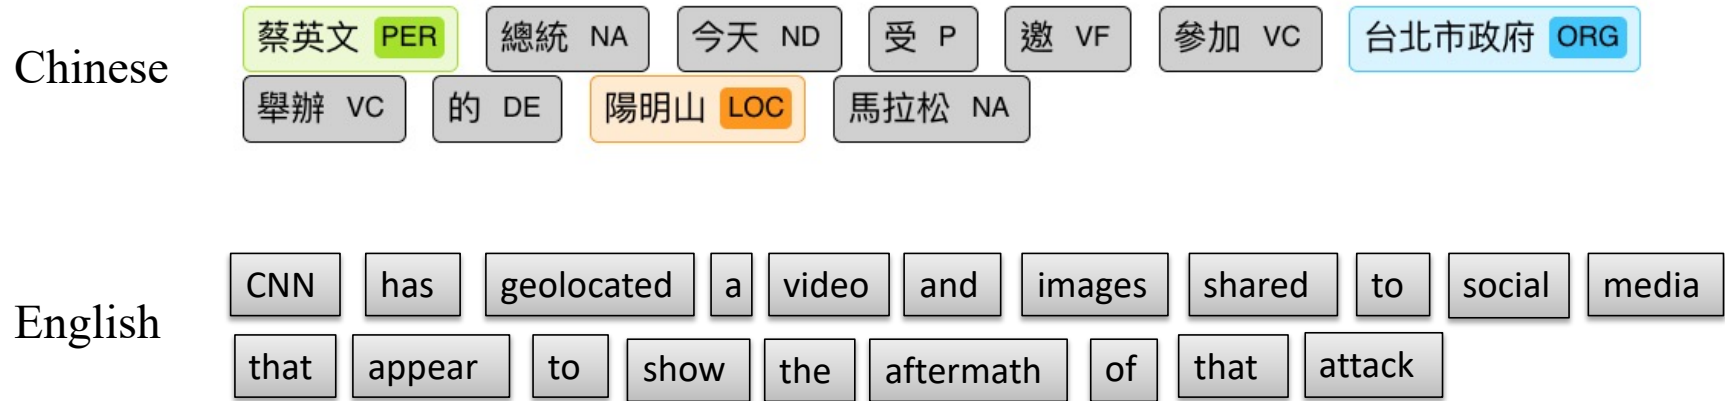 Chinese
蔡英文 PER 總統 NA 今天 ND 受 P 邀 VF 參加 VC 台北市政府 ORG
舉辦 VC 的 DE 陽明山 LOC 馬拉松 NA
English
CNN has geolocated a video and images shared to social media
that appear to show the aftermath of that attack